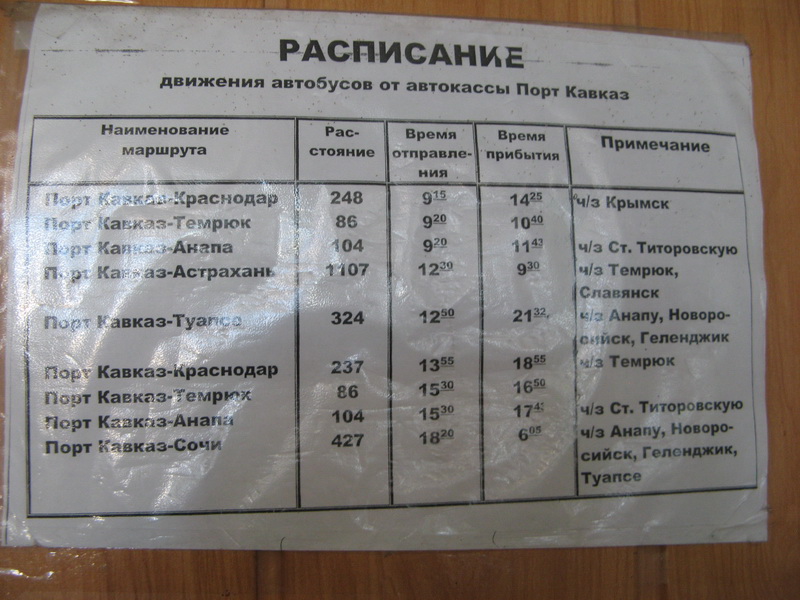 РАСПИСАНИЕ
движения автобусов от автокассы Порт Кавказ
Наименование маршрута Рас-стояние Время отправле-ния Время прибытия Примечание
Порт Кавказ-Краснодар 248 9 15 14 25 ч/з Крымск
Порт Кавказ-Темрюк 86 9 20 10 40
Порт Кавказ-Анапа 104 9 20 11 43 ч/з Ст. Титоровскую
Порт Кавказ-Астрахань 1107 12 30 9 30 ч/з Темрюк,
Славянск
Порт Кавказ-Туапсе 324 12 50 21 32 ч/з Анапу, Новоро-
сийск, Геленджик
Порт Кавказ-Краснодар 237 13 55 18 55 ч/з Темрюк
Порт Кавказ-Темрюк 86 15 30 16 50
Порт Кавказ-Анапа 104 15 30 17 ч/з Ст. Титоровскую
Порт Кавказ-Сочи 427 18 20 6 05 ч/з Анапу, Новоро-
сийск, Геленджик,
Туапсе